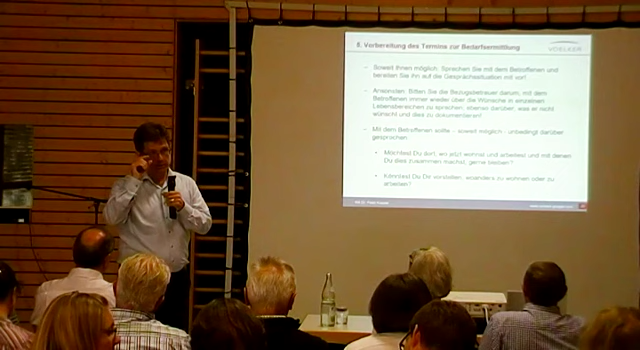 8. Vorbereitung des Termins zur Bedarfsermittlung
VOELKER
– Soweit Ihnen möglich: Sprechen Sie mit dem Betroffenen und
bereiten Sie ihn auf die Gesprächssituation mit vor!
– Ansonsten: Bitten Sie die Bezugsbetreuer darum, mit dem
Betroffenen immer wieder über die Wünsche in einzelnen
Lebensbereichen zu sprechen, ebenso darüber, was er nicht
wünscht und dies zu dokumentieren!
– Mit dem Betroffenen sollte - soweit möglich - unbedingt darüber
gesprochen:
• Möchtest Du dort, wo jetzt wohnst und arbeitest und mit denen
Du dies zusammen machst, gerne bleiben?
• Könntest Du Dir vorstellen, woanders zu wohnen oder zu
arbeiten?